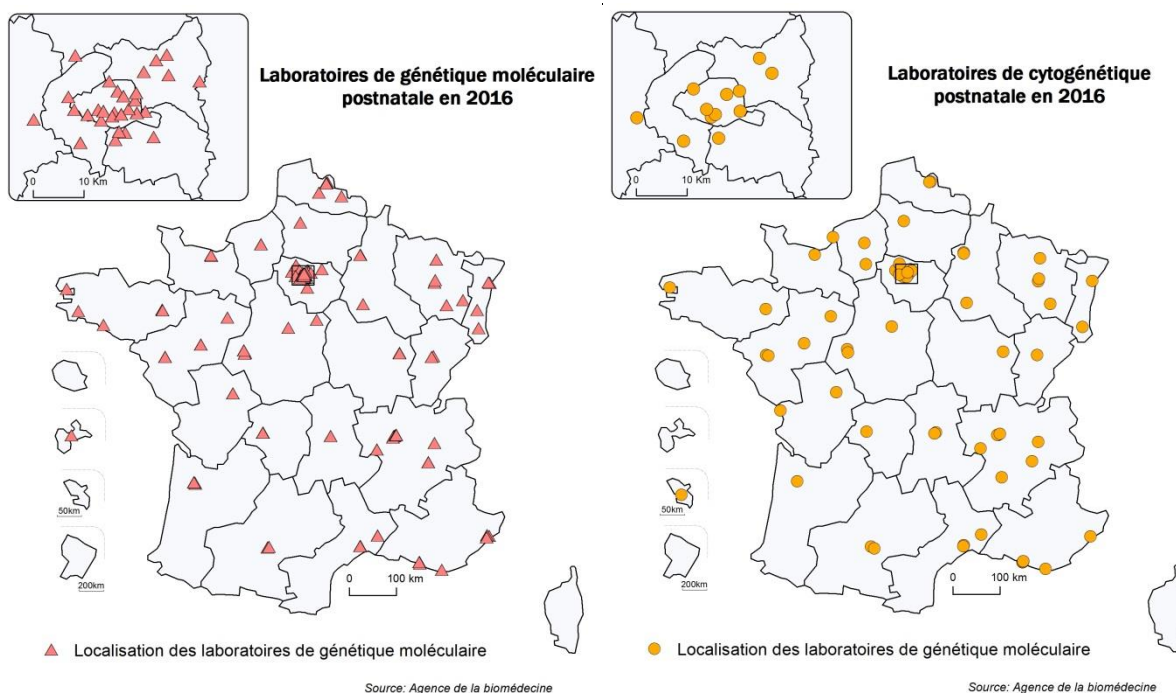 Laboratoires de génétique moléculaire
postnatale en 2016
0 10 Km
50km
200km
0 100 km
Localisation des laboratoires de génétique moléculaire
Source: Agence de la biomédecine
Laboratoires de cytogénétique
postnatale en 2016
0 10 Km
50km
200km
0 100 km
Localisation des laboratoires de génétique moléculaire
Source: Agence de la biomédecine